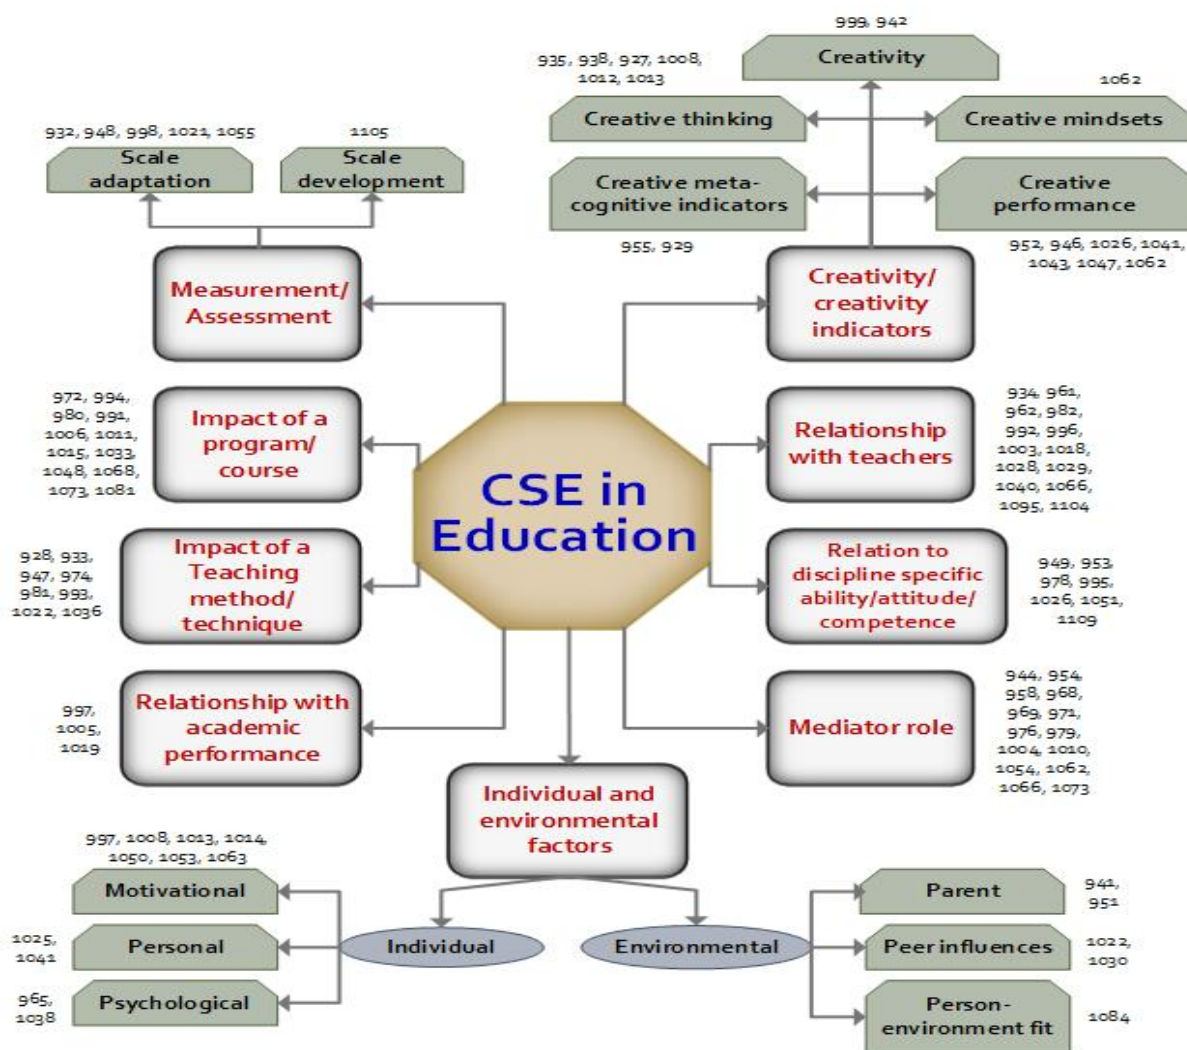 999, 942
Creativity
935, 938, 927, 1008,
1012, 1013
Creative thinking
1062
Creative mindsets
Creative meta-
cognitive indicators
955, 929
Creative
performance
952, 946, 1026, 1041,
1043, 1047, 1062
932, 948, 998, 1021, 1055
Scale
adaptation
1105
Scale
development
Measurement/
Assessment
Creativity/
creativity
indicators
972, 994,
980, 991,
1006, 1011,
1015, 1033,
1048, 1068,
1073, 1081
Impact of a
program/
course
Relationship
with teachers
934, 961,
962, 982,
992, 996,
1003, 1018,
1028, 1029,
1040, 1066,
1095, 1104
CSE in
Education
928, 933,
947, 974,
981, 993,
1022, 1036
Impact of a
Teaching
method/
technique
Relation to
discipline specific
ability/attitude/
competence
949, 953,
978, 995,
1026, 1051,
1109
997,
1005,
1019
Relationship with
academic
performance
Mediator role
944, 954,
958, 968,
969, 971,
976, 979,
1004, 1010,
1054, 1062,
1066, 1073
Individual and
environmental
factors
997, 1008, 1013, 1014,
1050, 1053, 1063
Motivational
1025,
1041
Personal
965,
1038
Psychological
Individual
Environmental
Parent
941,
951
Peer influences
1022,
1030
Person-
environment fit
1084